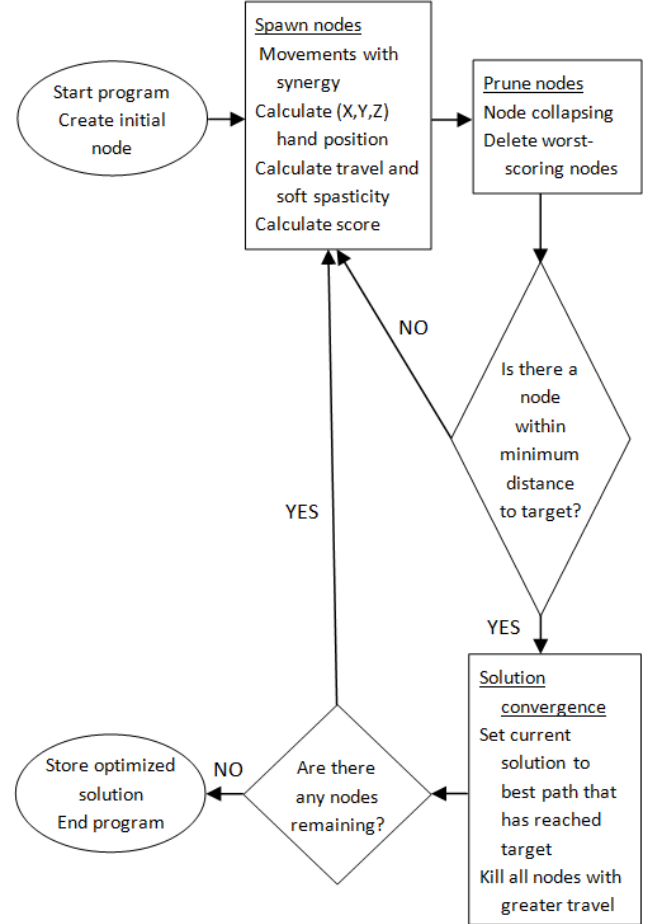 Start program
Create initial
node
Spawn nodes
Movements with
synergy
Calculate (X,Y,Z)
hand position
Calculate travel and
soft spasticity
Calculate score
Prune nodes
Node collapsing
Delete worst-
scoring nodes
NO
Is there a
node
within
minimum
distance
to target?
YES
YES
Solution
convergence
Set current
solution to
best path that
has reached
target
Kill all nodes with
greater travel
Are there
any nodes
remaining?
NO
Store optimized
solution
End program